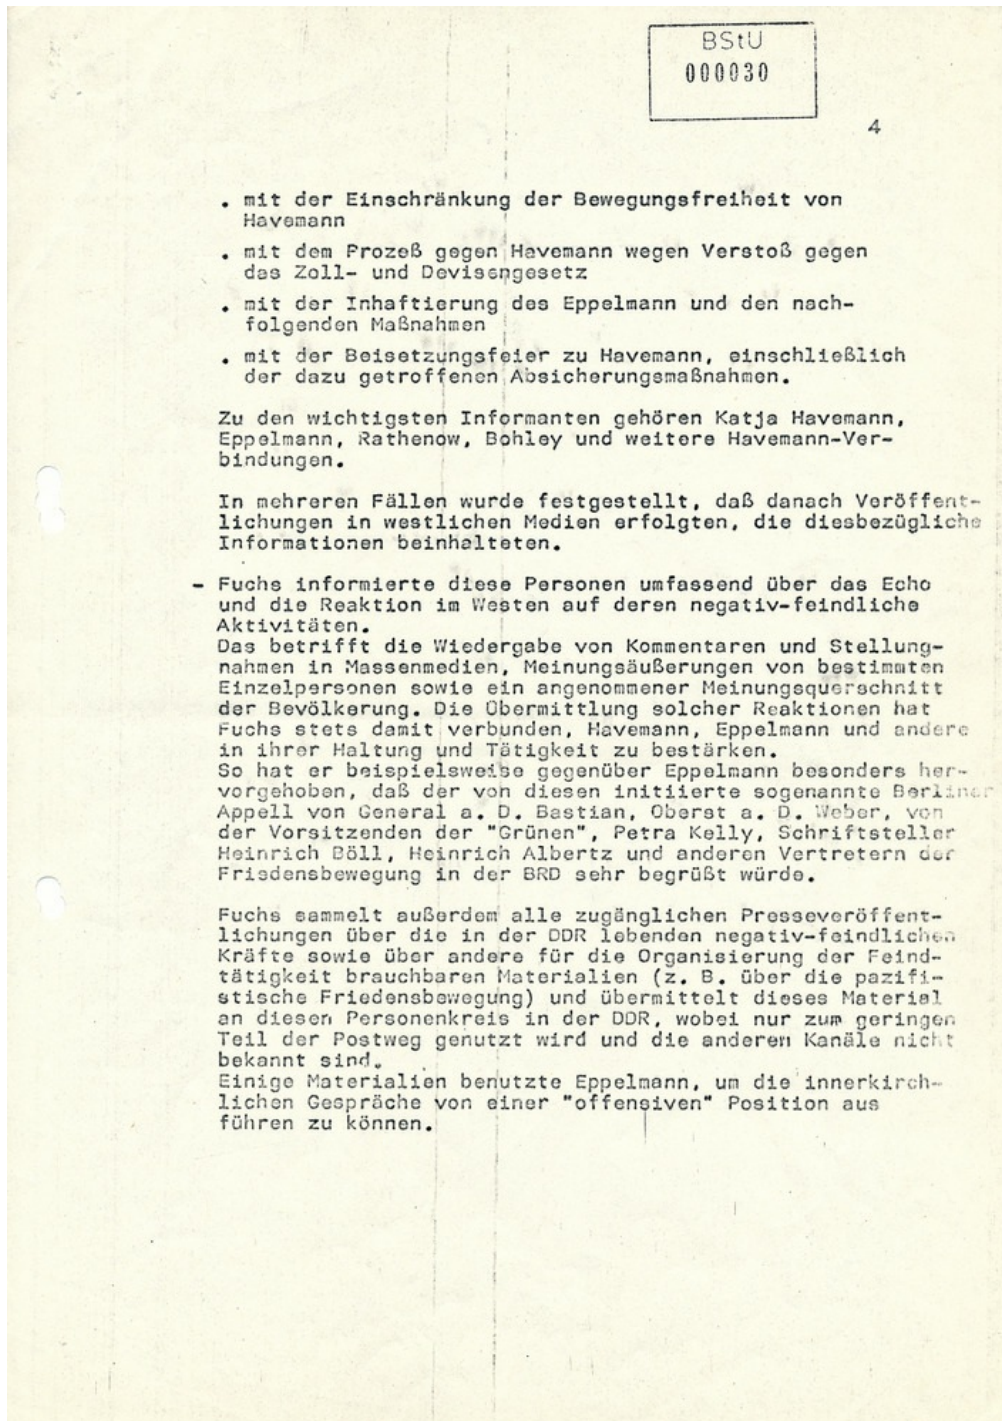 BStU
000030
4
. mit der Einschränkung der Bewegungsfreiheit von
Havemann
. mit dem Prozeß gegen Havemann wegen Verstoß gegen
das Zoll- und Devisengesetz
. mit der Inhaftierung des Eppelmann und den nach-
folgenden Maßnahmen
. mit der Beisetzungsfeier zu Havemann, einschließlich
der dazu getroffenen Absicherungsmaßnahmen.
Zu den wichtigsten Informanten gehören Katja Havemann,
Eppelmann, Rathenow, Bohley und weitere Havemann-Ver-
bindungen.
In mehreren Fällen wurde festgestellt, daß danach Veröffent-
lichungen in westlichen Medien erfolgten, die diesbezügliche
Informationen beinhalteten.
- Fuchs informierte diese Personen umfassend über das Echo
und die Reaktion im Westen auf deren negativ-feindliche
Aktivitäten.
Das betrifft die Wiedergabe von Kommentaren und Stellung-
nahmen in Massenmedien, Meinungsäußerungen von bestimmten
Einzelpersonen sowie ein angenommener Meinungsquerschnitt
der Bevölkerung. Die Übermittlung solcher Reaktionen hat
Fuchs stets damit verbunden, Havemann, Eppelmann und andere
in ihrer Haltung und Tätigkeit zu bestärken.
So hat er beispielsweise gegenüber Eppelmann besonders her-
vorgehoben, daß der von diesen initiierte sogenannte Berliner
Appell von General a. D. Bastian, Oberst a. D. Weber, von
der Vorsitzenden der "Grünen", Petra Kelly, Schriftsteller
Heinrich Böll, Heinrich Albertz und anderen Vertretern der
Friedensbewegung in der BRD sehr begrüßt würde.
Fuchs sammelt außerdem alle zugänglichen Presseveröffent-
lichungen über die in der DDR lebenden negativ-feindlichen
Kräfte sowie über andere für die Organisierung der Feind-
tätigkeit brauchbaren Materialien (z. B. über die pazifi-
stische Friedensbewegung) und übermittelt dieses Material
an diesen Personenkreis in der DDR, wobei nur zum geringen
Teil der Postweg genutzt wird und die anderen Kanäle nicht
bekannt sind.
Einige Materialien benutzte Eppelmann, um die innerkirch-
lichen Gespräche von einer "offensiven" Position aus
führen zu können.